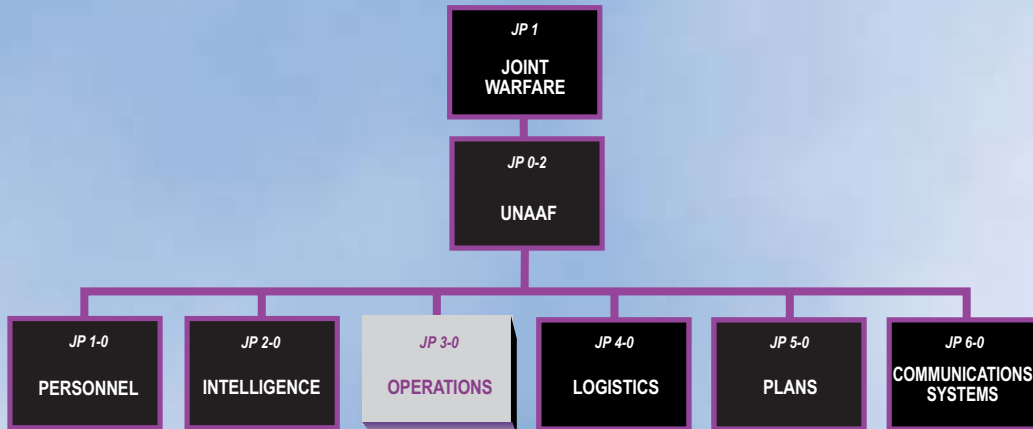 JP 1
JOINT
WARFARE
JP 0-2
UNAAF
JP 1-0
PERSONNEL
JP 2-0
INTELLIGENCE
JP 3-0
OPERATIONS
JP 4-0
LOGISTICS
JP 5-0
PLANS
JP 6-0
COMMUNICATIONS
SYSTEMS